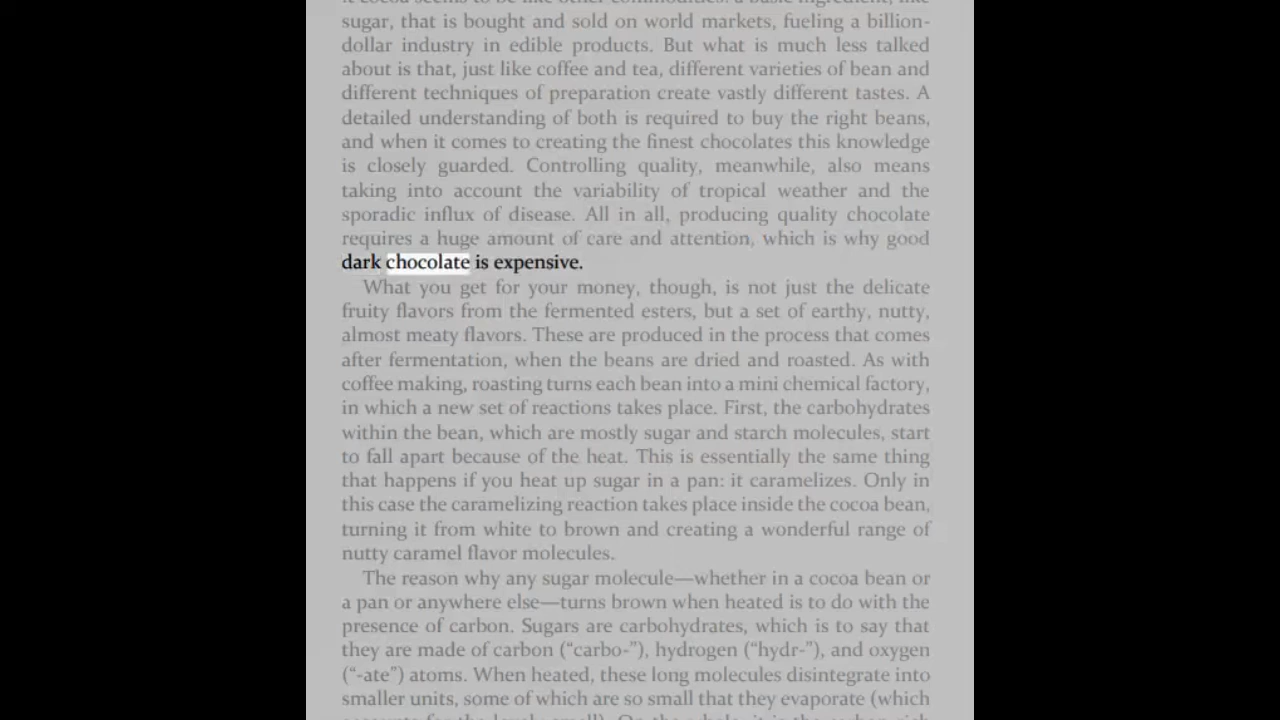 it cocoa seems to be like other commodities: a basic ingredient, like
sugar, that is bought and sold on world markets, fueling a billion-
dollar industry in edible products. But what is much less talked
about is that, just like coffee and tea, different varieties of bean and
different techniques of preparation create vastly different tastes. A
detailed understanding of both is required to buy the right beans,
and when it comes to creating the finest chocolates this knowledge
is closely guarded. Controlling quality, meanwhile, also means
taking into account the variability of tropical weather and the
sporadic influx of disease. All in all, producing quality chocolate
requires a huge amount of care and attention, which is why good
dark chocolate is expensive.
What you get for your money, though, is not just the delicate
fruity flavors from the fermented esters, but a set of earthy, nutty,
almost meaty flavors. These are produced in the process that comes
after fermentation, when the beans are dried and roasted. As with
coffee making, roasting turns each bean into a mini chemical factory,
in which a new set of reactions takes place. First, the carbohydrates
within the bean, which are mostly sugar and starch molecules, start
to fall apart because of the heat. This is essentially the same thing
that happens if you heat up sugar in a pan: it caramelizes. Only in
this case the caramelizing reaction takes place inside the cocoa bean,
turning it from white to brown and creating a wonderful range of
nutty caramel flavor molecules.
The reason why any sugar molecule—whether in a cocoa bean or
a pan or anywhere else—turns brown when heated is to do with the
presence of carbon. Sugars are carbohydrates, which is to say that
they are made of carbon (“carbo-”), hydrogen (“hydr-”), and oxygen
(“-ate”) atoms. When heated, these long molecules disintegrate into
smaller units, some of which are so small that they evaporate (which